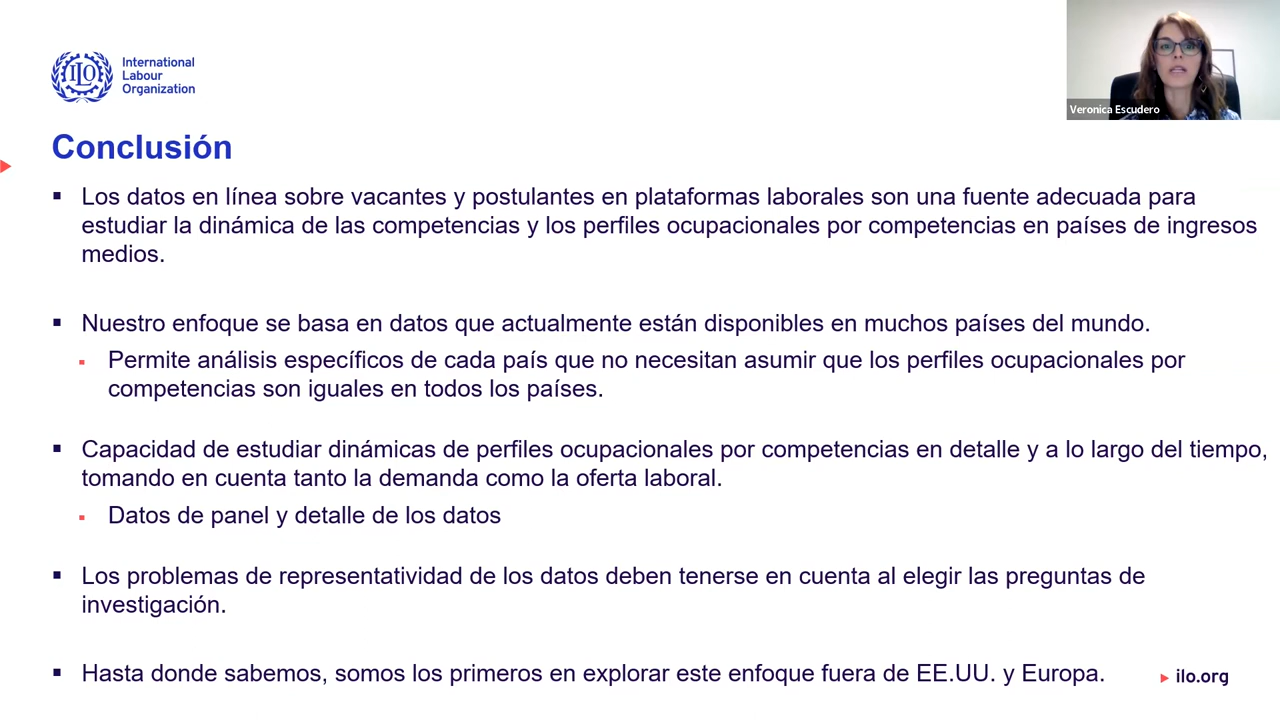 ILO
International
Labour
Organization
Veronica Escudero
Conclusión
Los datos en línea sobre vacantes y postulantes en plataformas laborales son una fuente adecuada para
estudiar la dinámica de las competencias y los perfiles ocupacionales por competencias en países de ingresos
medios.
Nuestro enfoque se basa en datos que actualmente están disponibles en muchos países del mundo.
Permite análisis específicos de cada país que no necesitan asumir que los perfiles ocupacionales por
competencias son iguales en todos los países.
Capacidad de estudiar dinámicas de perfiles ocupacionales por competencias en detalle y a lo largo del tiempo,
tomando en cuenta tanto la demanda como la oferta laboral.
Datos de panel y detalle de los datos
Los problemas de representatividad de los datos deben tenerse en cuenta al elegir las preguntas de
investigación.
Hasta donde sabemos, somos los primeros en explorar este enfoque fuera de EE.UU. y Europa.
ilo.org